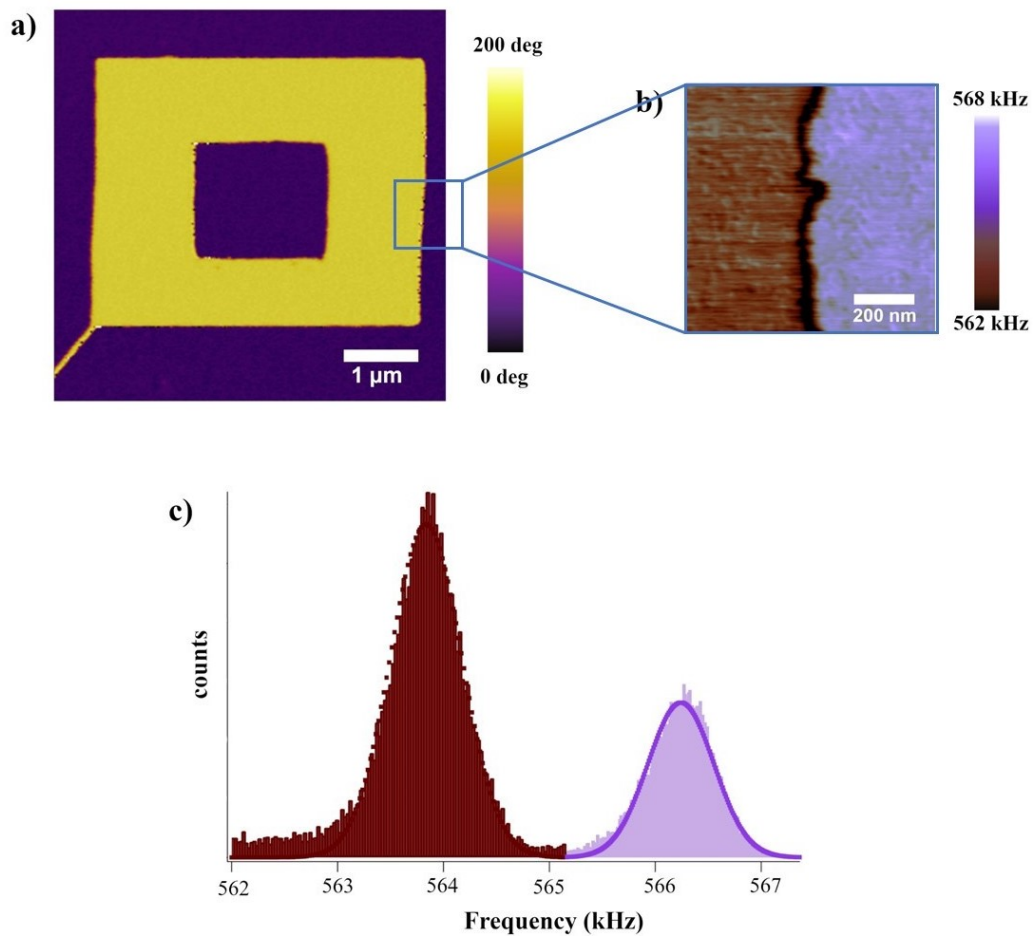 a)
200 deg
0 deg
1 µm
b)
568 kHz
562 kHz
200 nm
c)
counts
562 563 564 565 566 567
Frequency (kHz)